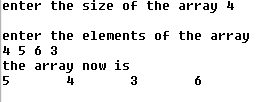 enter the size of the array 4
enter the elements of the array
4 5 6 3
the array now is
5 4 3 6